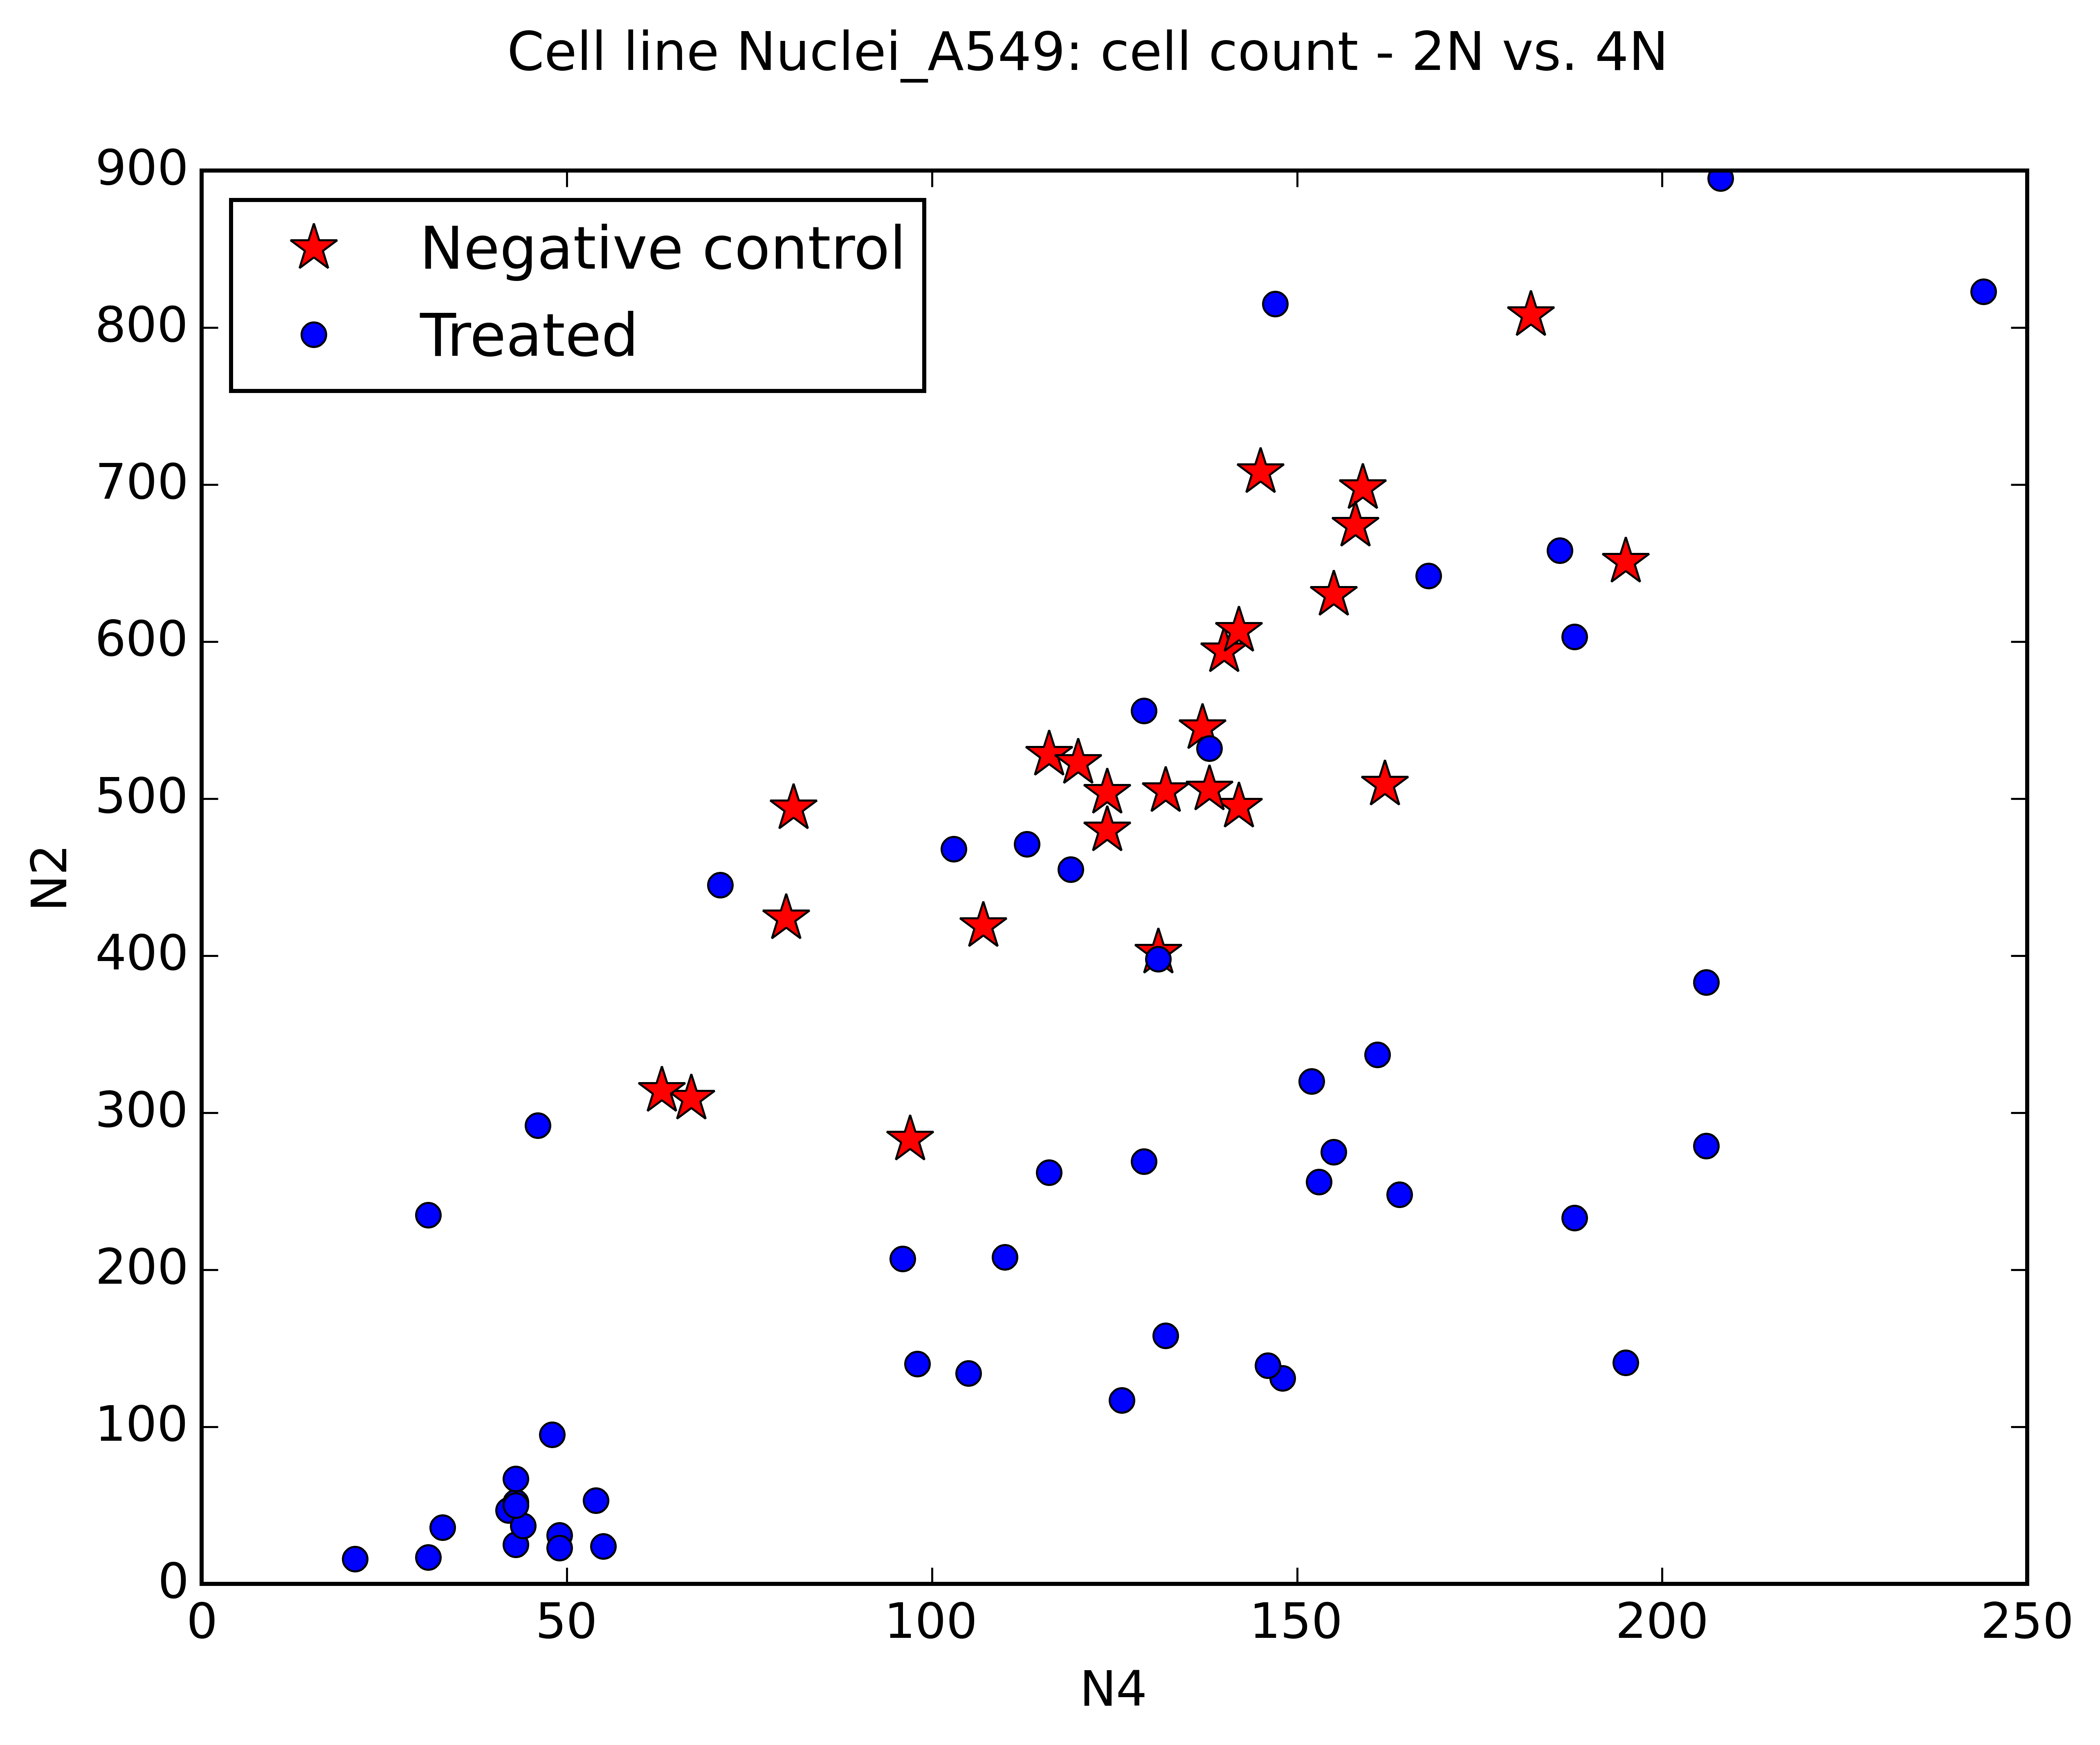 Cell line Nuclei_A549: cell count - 2N vs. 4N
Negative control
Treated
900
800
700
600
500
400
300
200
100
0
N2
0 50 100 150 200 250
N4